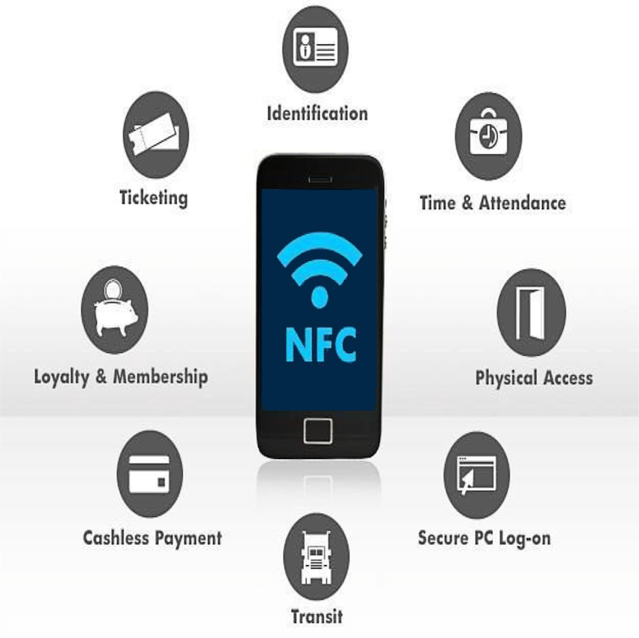 Identification
Ticketing
Time & Attendance
NFC
Loyalty & Membership
Physical Access
Cashless Payment
Secure PC Log-on
Transit